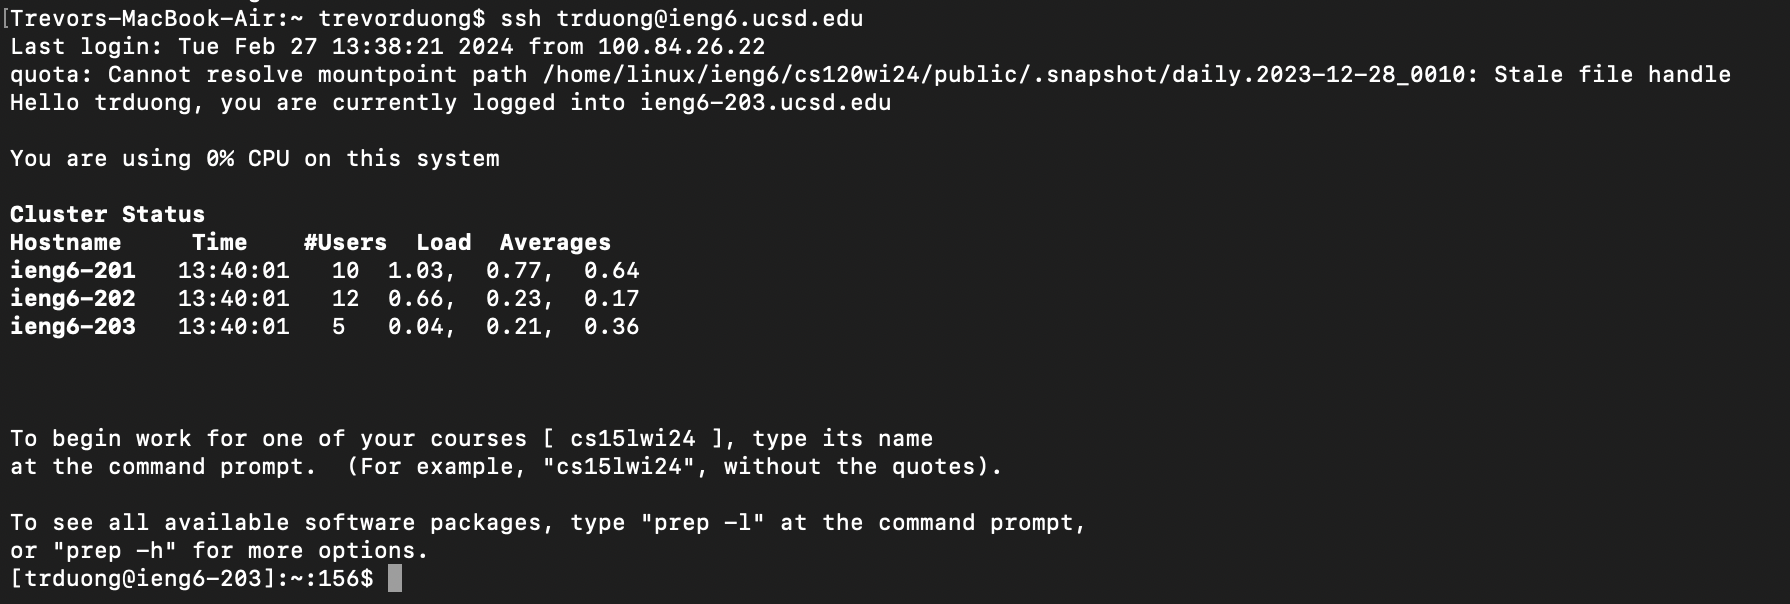 [Trevors-MacBook-Air:~ trevorduong$ ssh trduong@ieng6.ucsd.edu
Last login: Tue Feb 27 13:38:21 2024 from 100.84.26.22
quota: Cannot resolve mountpoint path /home/linux/ieng6/cs120wi24/public/.snapshot/daily.2023-12-28_0010: Stale file handle
Hello trduong, you are currently logged into ieng6-203.ucsd.edu
You are using 0% CPU on this system
Cluster Status
Hostname     Time    #Users  Load  Averages
ieng6-201   13:40:01   10  1.03,  0.77,  0.64
ieng6-202   13:40:01   12  0.66,  0.23,  0.17
ieng6-203   13:40:01   5   0.04,  0.21,  0.36
To begin work for one of your courses [ cs15lwi24 ], type its name
at the command prompt.  (For example, "cs15lwi24", without the quotes).
To see all available software packages, type "prep -l" at the command prompt,
or "prep -h" for more options.
[trduong@ieng6-203]:~:156$